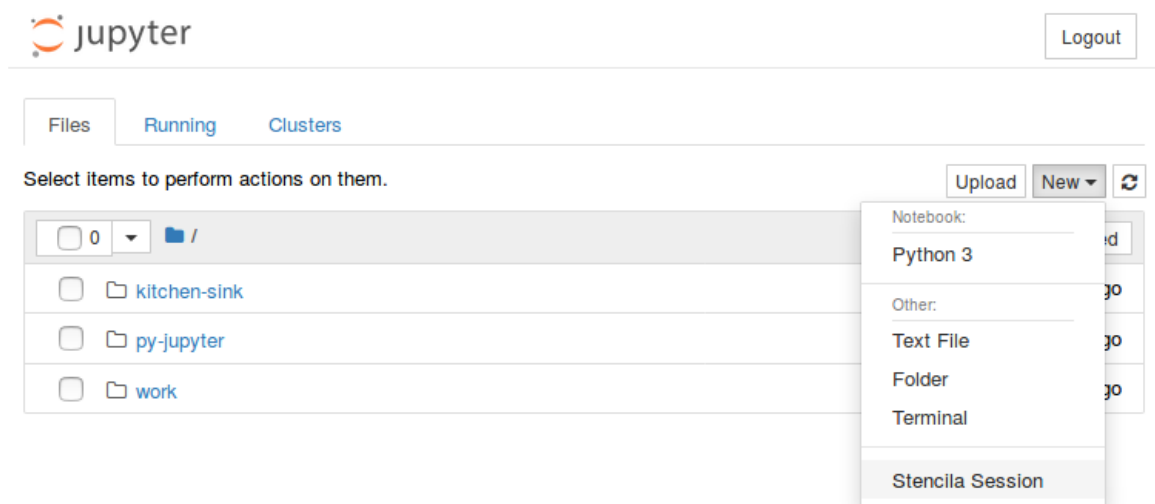 jupyter
Logout
Files Running Clusters
Select items to perform actions on them.
Upload New
0 /
Notebook:
Python 3
kitchen-sink
Other:
py-jupyter
Text File
Folder
work
Terminal
Stencila Session